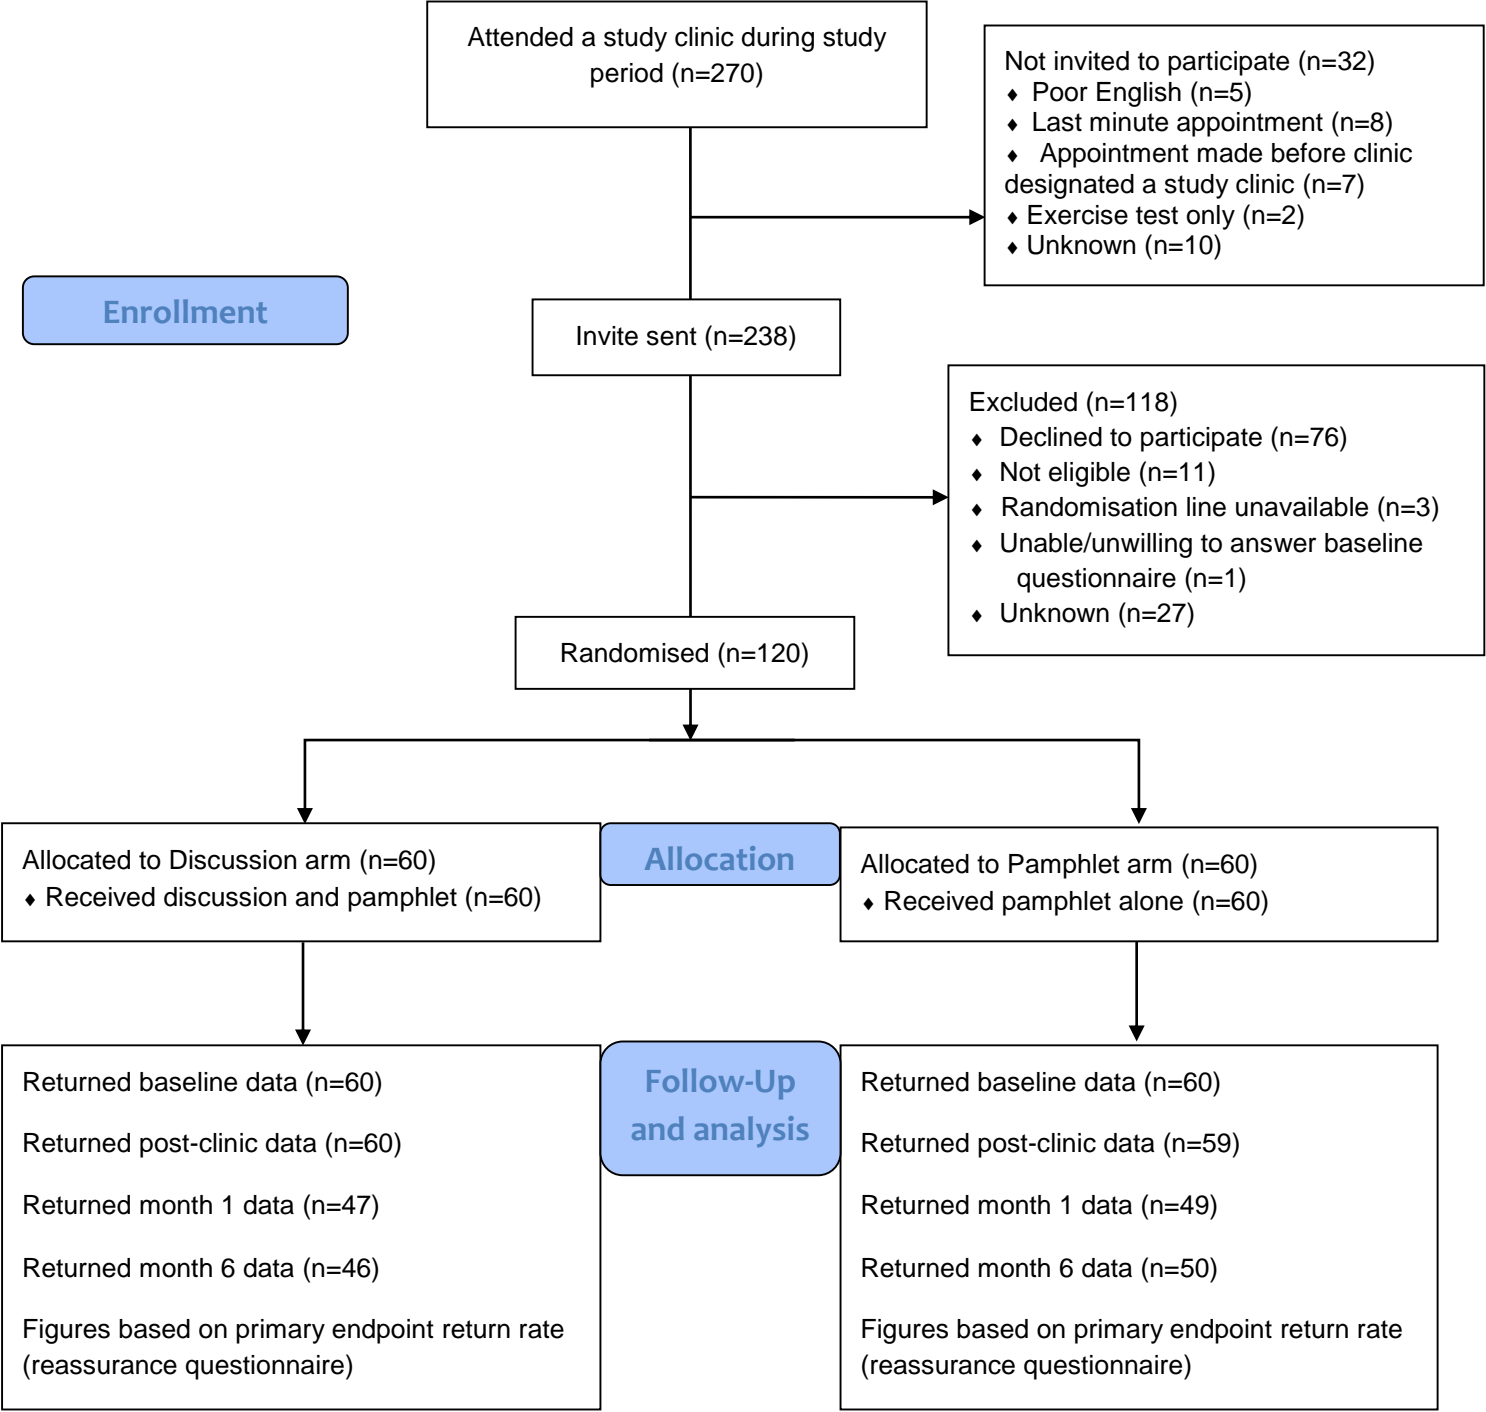 Attended a study clinic during study
period (n=270)
Not invited to participate (n=32)
♦ Poor English (n=5)
♦ Last minute appointment (n=8)
♦ Appointment made before clinic
designated a study clinic (n=7)
♦ Exercise test only (n=2)
♦ Unknown (n=10)
Enrollment
Invite sent (n=238)
Excluded (n=118)
♦ Declined to participate (n=76)
♦ Not eligible (n=11)
♦ Randomisation line unavailable (n=3)
♦ Unable/unwilling to answer baseline
questionnaire (n=1)
♦ Unknown (n=27)
Randomised (n=120)
Allocated to Discussion arm (n=60)
♦ Received discussion and pamphlet (n=60)
Allocation
Allocated to Pamphlet arm (n=60)
♦ Received pamphlet alone (n=60)
Returned baseline data (n=60)
Returned post-clinic data (n=60)
Returned month 1 data (n=47)
Returned month 6 data (n=46)
Figures based on primary endpoint return rate
(reassurance questionnaire)
Follow-Up
and analysis
Returned baseline data (n=60)
Returned post-clinic data (n=59)
Returned month 1 data (n=49)
Returned month 6 data (n=50)
Figures based on primary endpoint return rate
(reassurance questionnaire)